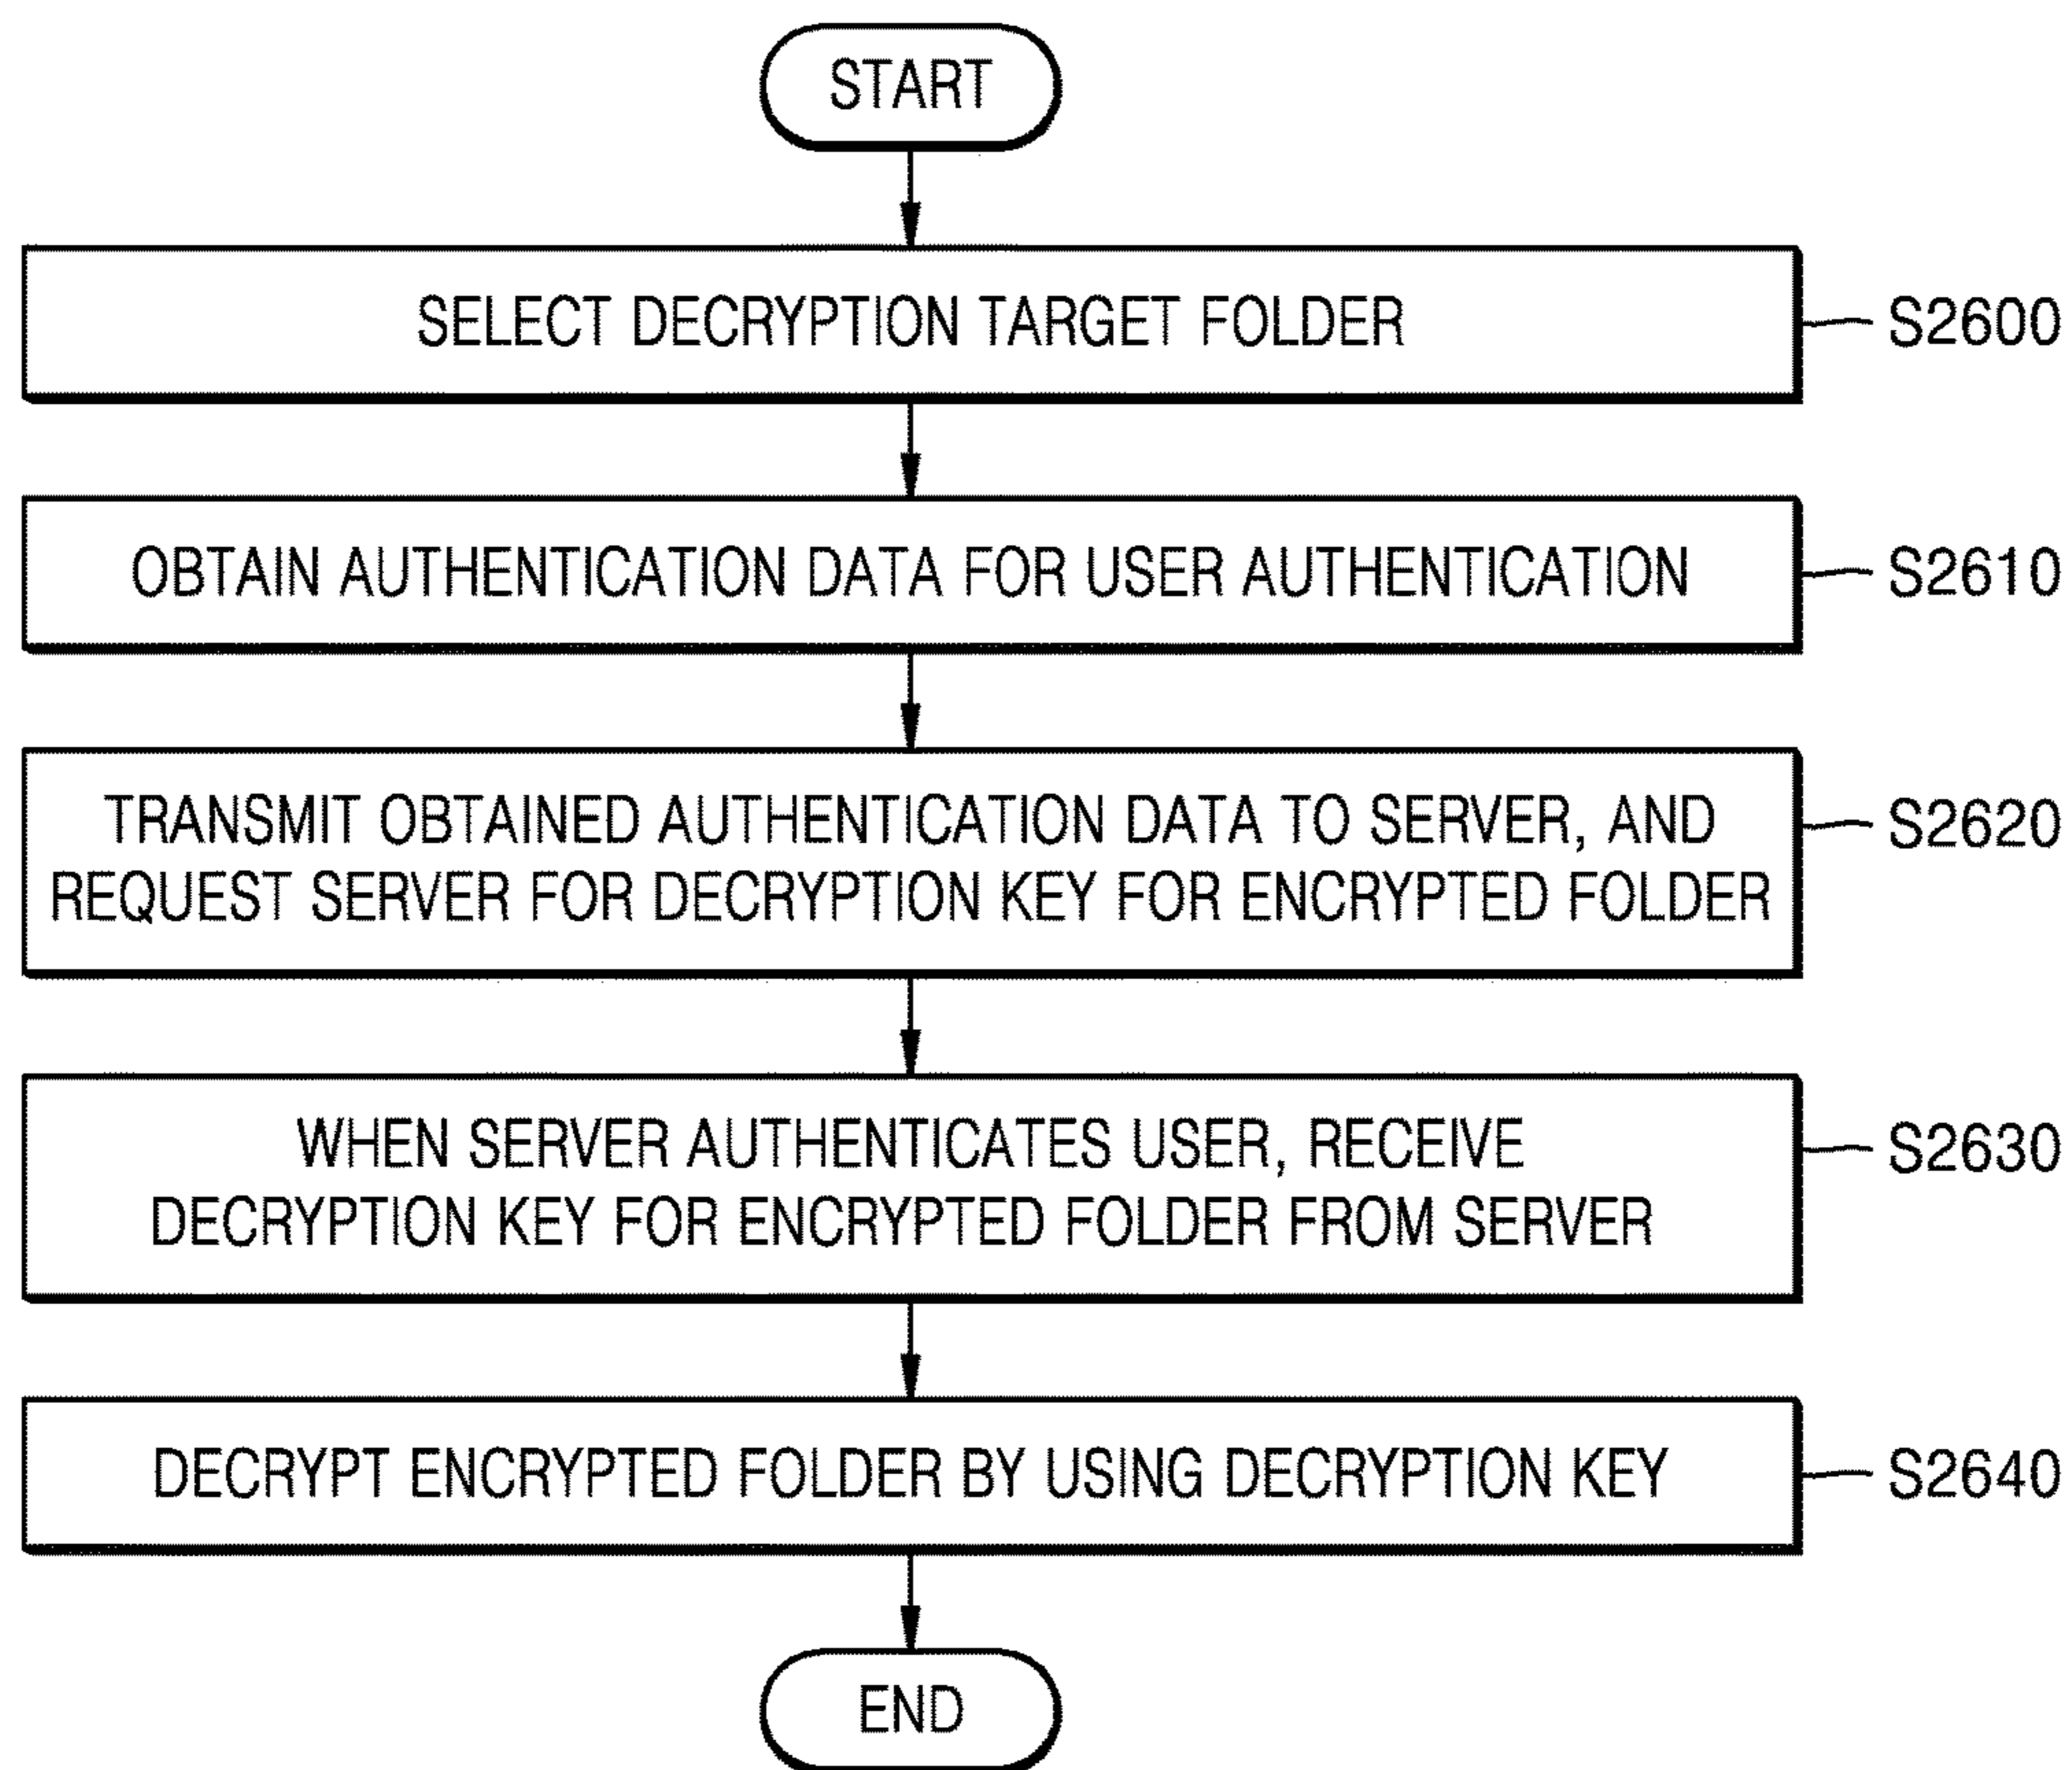 START
SELECT DECRYPTION TARGET FOLDER
S2600
OBTAIN AUTHENTICATION DATA FOR USER AUTHENTICATION
S2610
TRANSMIT OBTAINED AUTHENTICATION DATA TO SERVER, AND
REQUEST SERVER FOR DECRYPTION KEY FOR ENCRYPTED FOLDER
S2620
WHEN SERVER AUTHENTICATES USER, RECEIVE
DECRYPTION KEY FOR ENCRYPTED FOLDER FROM SERVER
S2630
DECRYPT ENCRYPTED FOLDER BY USING DECRYPTION KEY
S2640
END